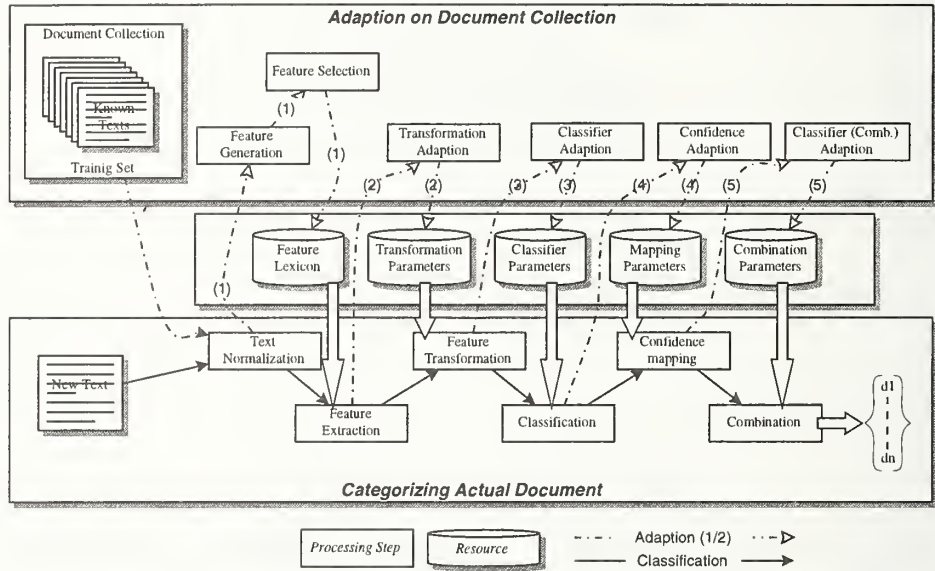 Adaption on Document Collection
Document Collection
Known
Texts
Trainig Set
Feature Selection
(1)
(1)
Feature
Generation
Transformation
Adaption
Classifier
Adaption
Confidence
Adaption
Classifier (Comb.)
Adaption
(2)
(2)
(3)
(3)
(4)
(4)
(5)
(5)
(1)
Feature
Lexicon
Transformation
Parameters
Classifier
Parameters
Mapping
Parameters
Combination
Parameters
New Text
Text
Normalization
Feature
Transformation
Confidence
mapping
Feature
Extraction
Classification
Combination
d1
dn
Categorizing Actual Document
Processing Step
Resource
Adaption (1/2)
Classification